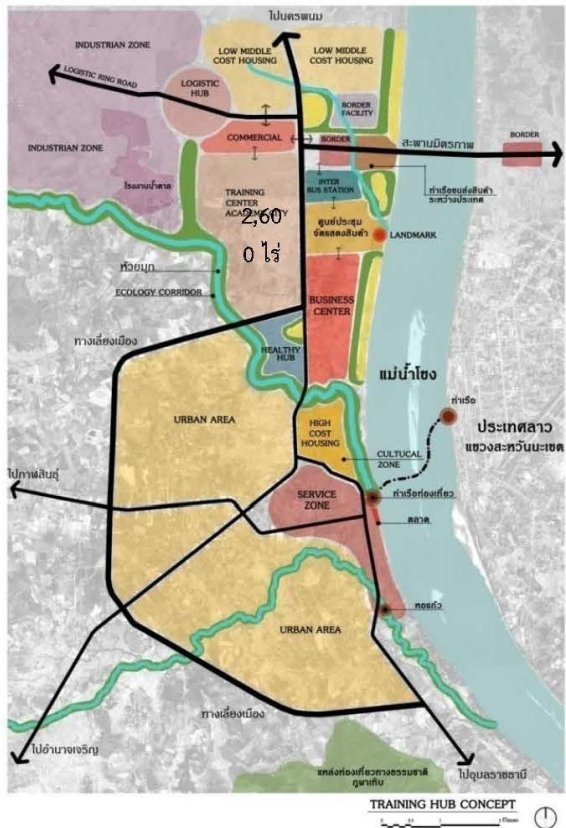 ไปนครพนม
INDUSTRIAN ZONE
LOW MIDDLE
COST HOUSING
LOW MIDDLE
COST HOUSING
LOGISTIC RING ROAD
LOGISTIC
HUB
BORDER
FACILITY
COMMERCIAL
BORDER
สะพานมิตรภาพ
BORDER
INDUSTRIAN ZONE
โรงงานน้ำตาล
TRAINING
CENTER
2,60
0 ไร่
INTER
BUS STATION
ท่าเรือขนส่งสินค้า
ระหว่างประเทศ
ศูนย์ประชุม
จัดแสดงสินค้า
LANDMARK
ห้วยมุก
ECOLOGY CORRIDOR
BUSINESS
CENTER
ทางเลี่ยงเมือง
HEALTHY
HUB
แม่น้ำโขง
ท่าเรือ
ประเทศลาว
แขวงสะหวันนะเขต
URBAN AREA
HIGH
COST
HOUSING
CULTUCAL
ZONE
ไปกาฬสินธุ์
SERVICE
ZONE
ท่าเรือท่องเที่ยว
ตลาด
หอแก้ว
URBAN AREA
ทางเลี่ยงเมือง
ไปอำนาจเจริญ
ไปอุบลราชธานี
แหล่งท่องเที่ยวทางธรรมชาติ
ภูผาเทิบ
TRAINING HUB CONCEPT